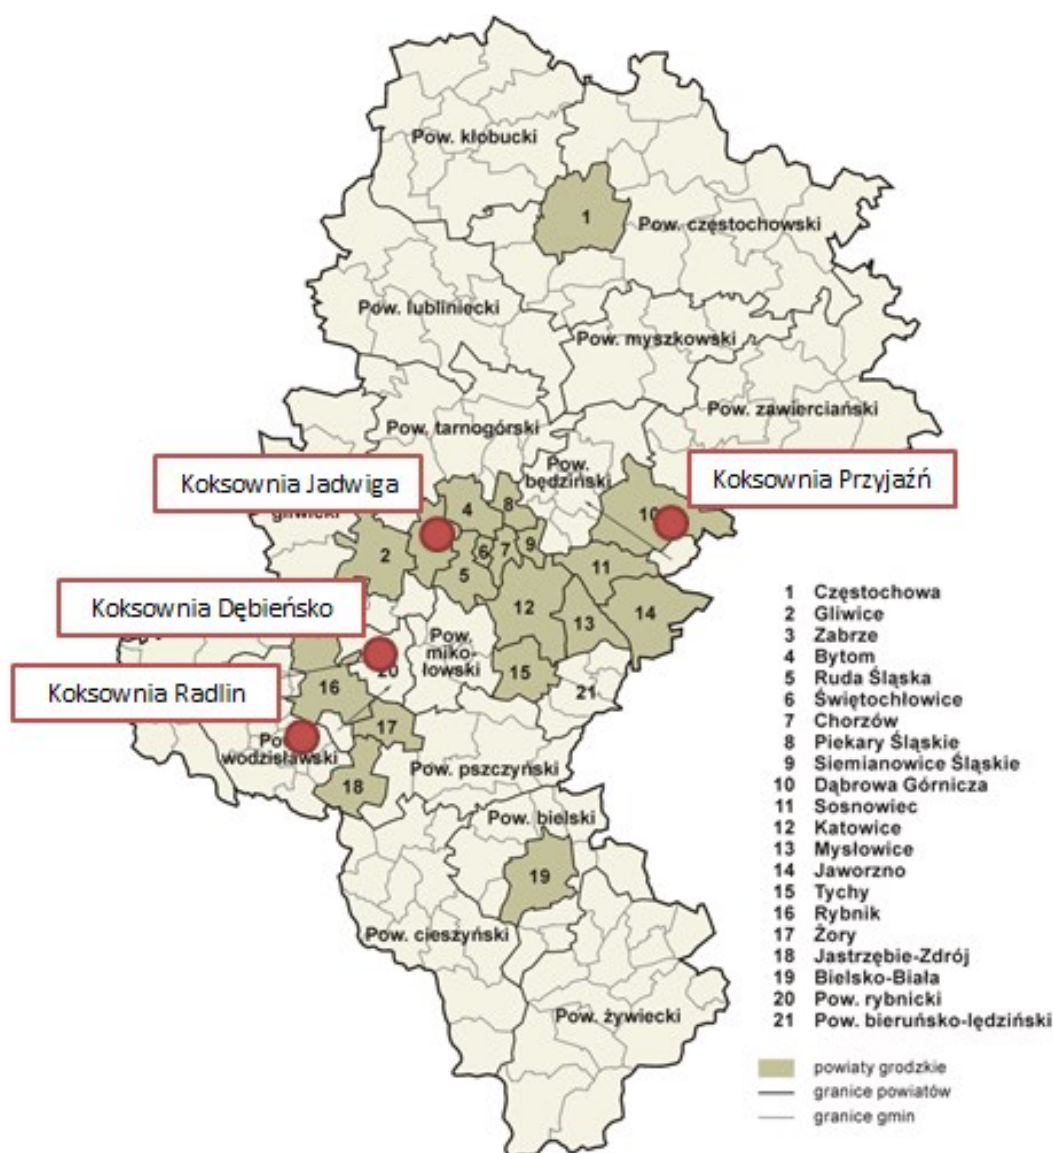 Pow. kłobucki
1
Pow. częstochowski
Pow. lubliniecki
Pow. myszkowski
Pow. zawierciański
Pow. tarnogórski
Pow.
będziński
Koksownia Jadwiga
Koksownia Przyjaźń
gliwicki
4
8
10
2
6
7
9
5
11
12
13
14
Koksownia Dębieńsko
Pow.
miko-
łowski
20
15
21
Koksownia Radlin
16
17
wodzisławski
18
Pow. pszczyński
Pow. bielski
19
Pow. cieszyński
Pow. żywiecki
1 Częstochowa
2 Gliwice
3 Zabrze
4 Bytom
5 Ruda Śląska
6 Świętochłowice
7 Chorzów
8 Piekary Śląskie
9 Siemianowice Śląskie
10 Dąbrowa Górnicza
11 Sosnowiec
12 Katowice
13 Mysłowice
14 Jaworzno
15 Tychy
16 Rybnik
17 Żory
18 Jastrzębie-Zdrój
19 Bielsko-Biała
20 Pow. rybnicki
21 Pow. bieruńsko-lędziński
powiaty grodzkie
granice powiatów
granice gmin